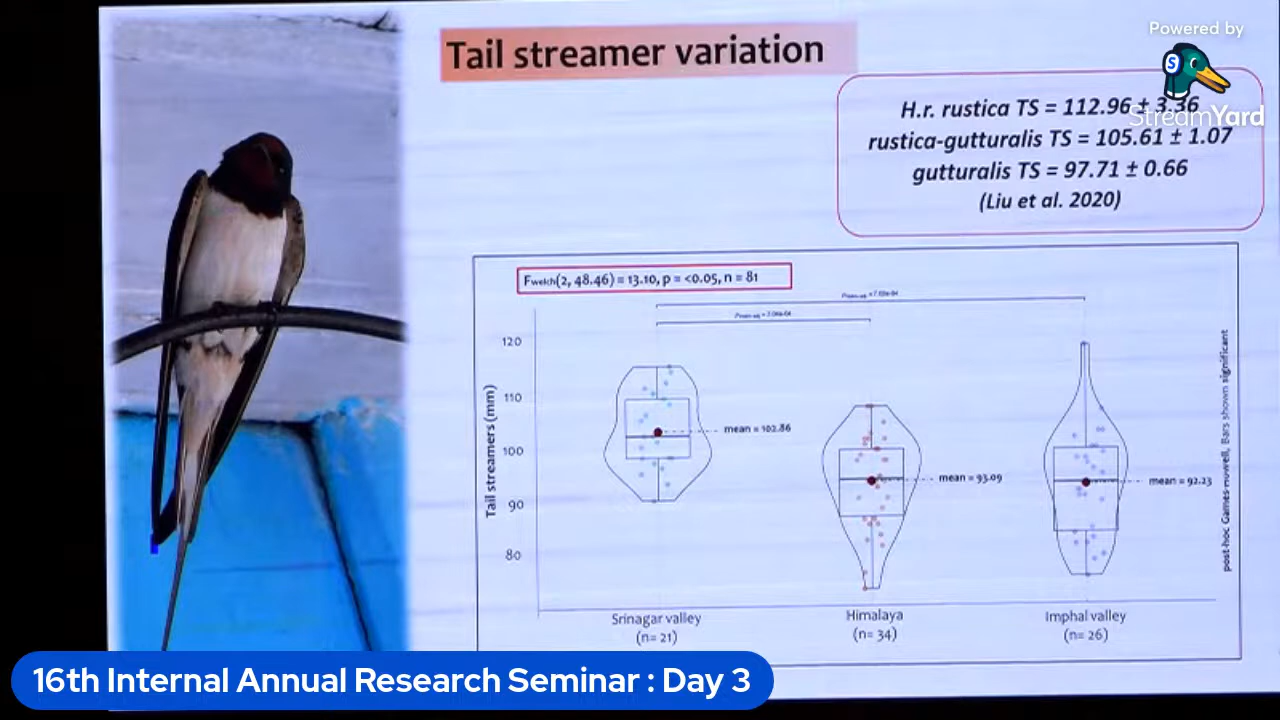 Tail streamer variation
Powered by
StreamYard
H.r. rustica TS = 112.96 ± 3.36
rustica-gutturalis TS = 105.61 ± 1.07
gutturalis TS = 97.71 ± 0.66
(Liu et al. 2020)
Fwelch(2, 48.46) = 13.10, p = <0.05, n = 81
120
110
100
90
80
Tail streamers (mm)
mean = 102.86
mean = 93.09
mean = 92.23
post-hoc Games-Howell, Bars shown significant
Srinagar valley
(n= 21)
Himalaya
(n= 34)
Imphal valley
(n= 26)
16th Internal Annual Research Seminar : Day 3